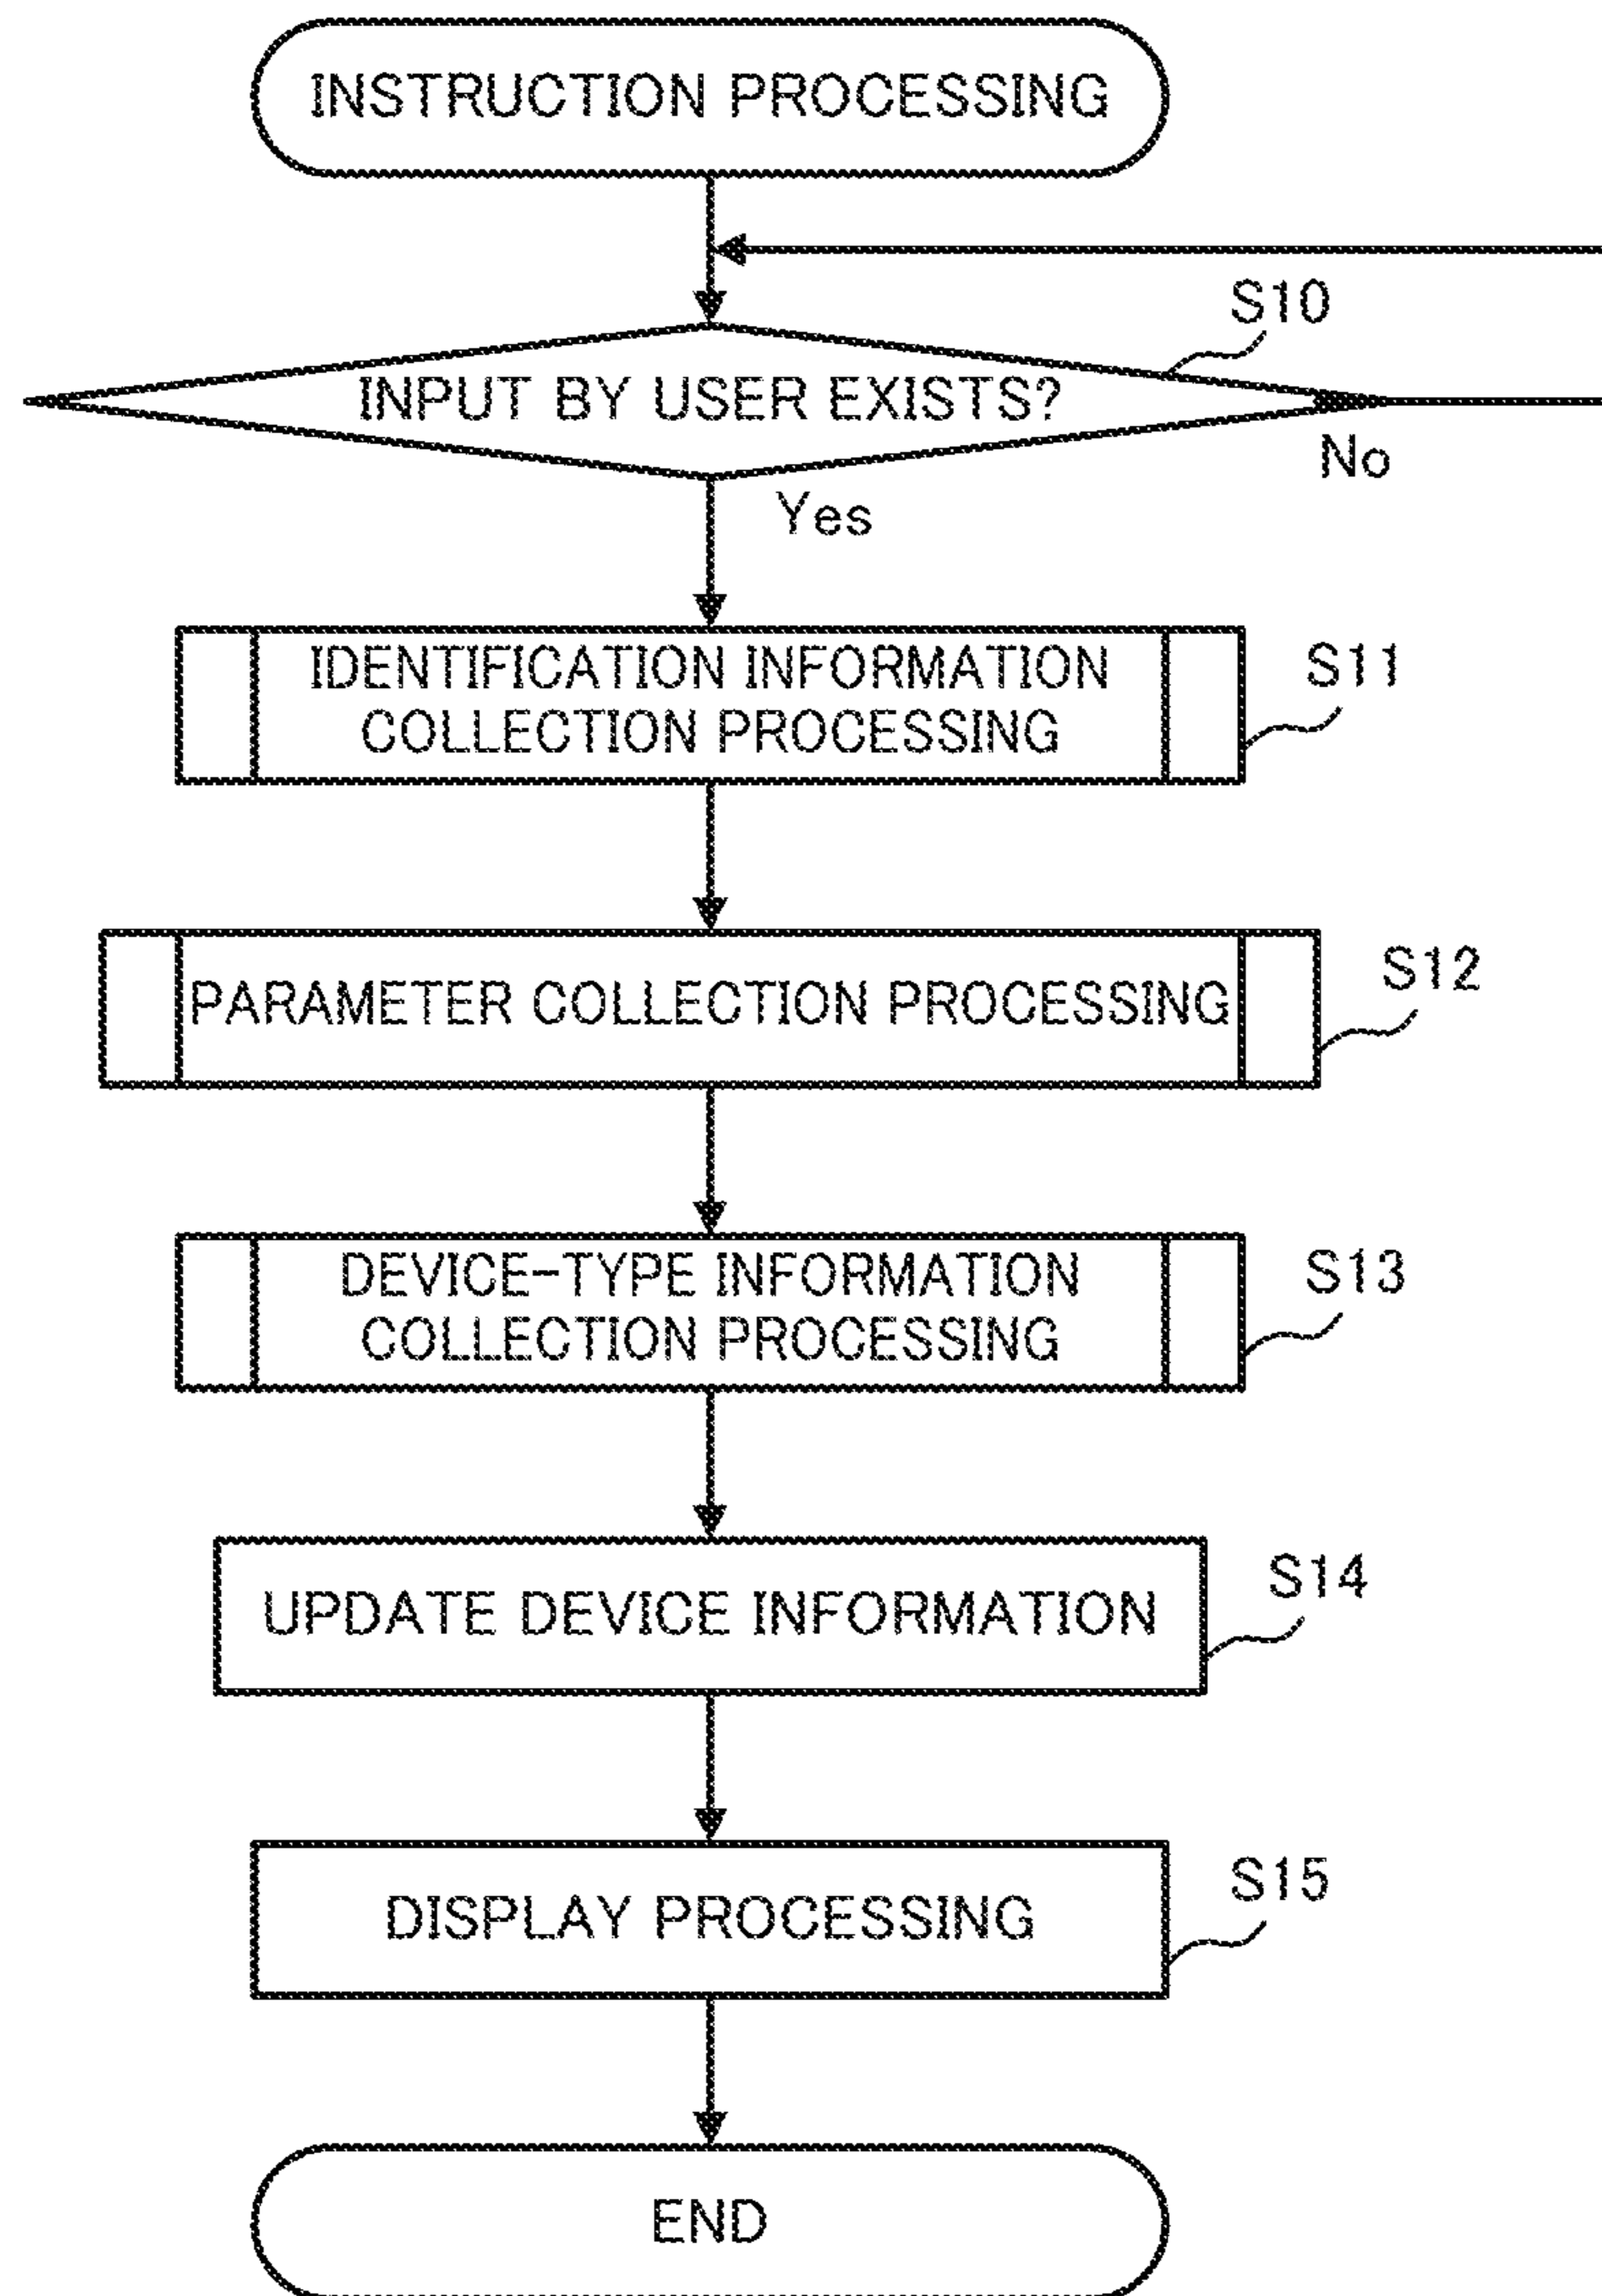 INSTRUCTION PROCESSING
S10
INPUT BY USER EXISTS?
No
Yes
IDENTIFICATION INFORMATION
COLLECTION PROCESSING
S11
PARAMETER COLLECTION PROCESSING
S12
DEVICE-TYPE INFORMATION
COLLECTION PROCESSING
S13
UPDATE DEVICE INFORMATION
S14
DISPLAY PROCESSING
S15
END